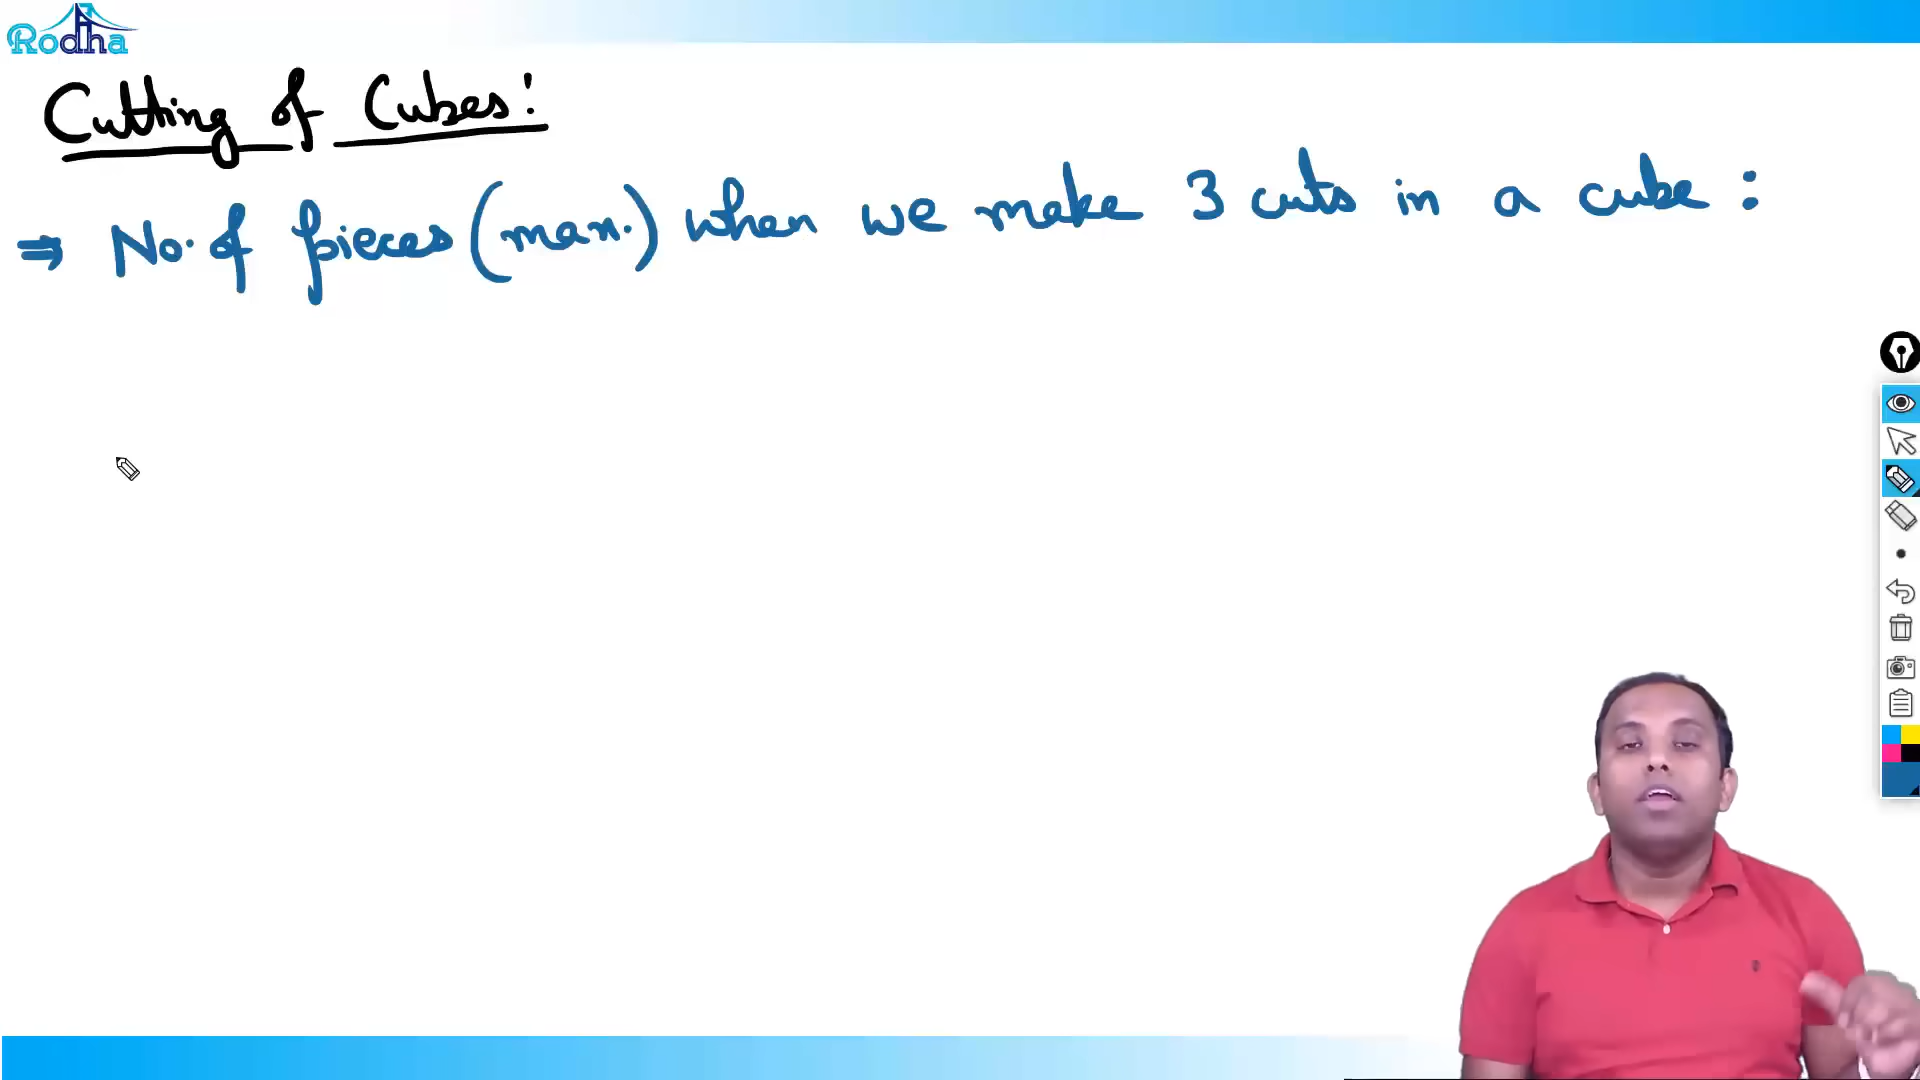 Rodha
Cutting of Cubes:
⇒ No. of pieces (max.) when we make 3 cuts in a cube :